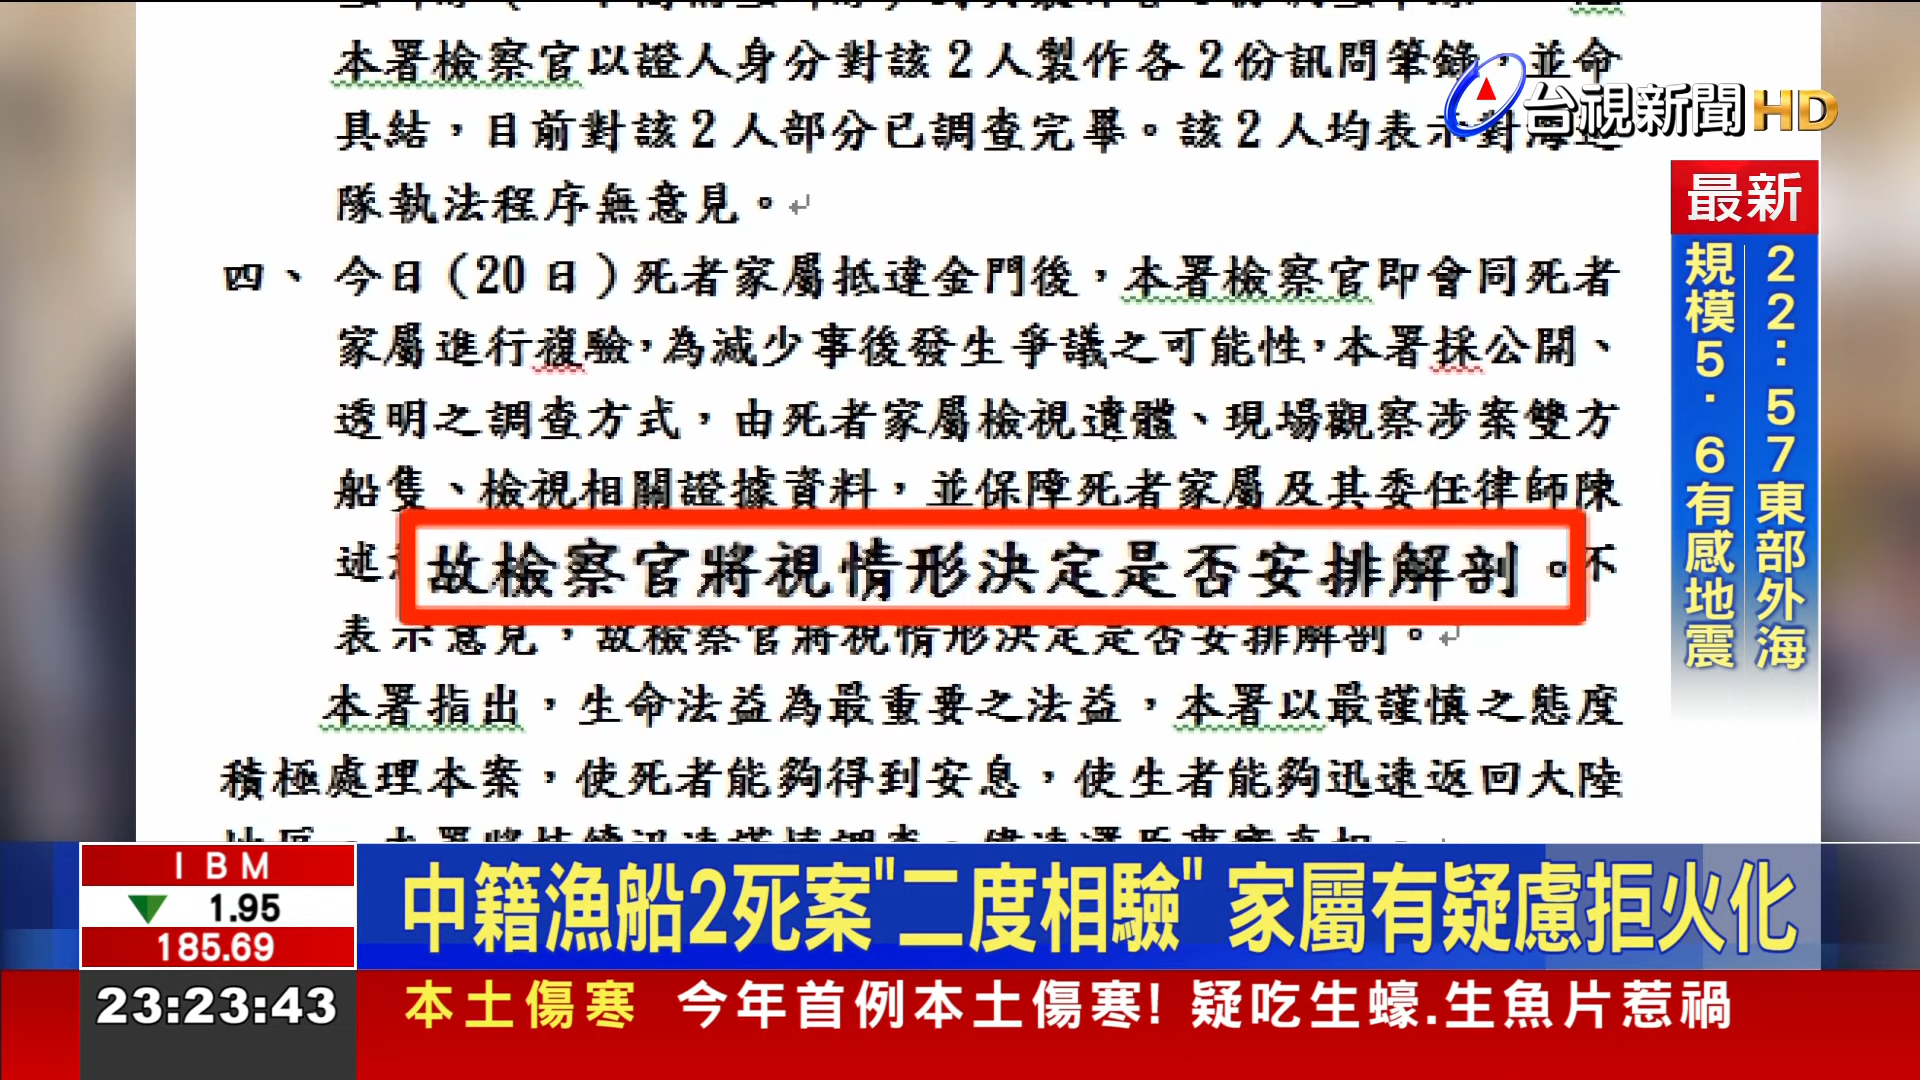 本署檢察官以證人身分對該2人製作各2份訊問筆錄，並命
具結，目前對該2人部分已調查完畢。該2人均表示對海巡
隊執法程序無意見。
四、今日（20日）死者家屬抵達金門後，本署檢察官即會同死者
家屬進行複驗，為減少事後發生爭議之可能性，本署採公開、
透明之調查方式，由死者家屬檢視遺體、現場觀察涉案雙方
船隻、檢視相關證據資料，並保障死者家屬及其委任律師陳
述
不
故檢察官將視情形決定是否安排解剖。
表示意見，故檢察官將視情形決定是否安排解剖。
本署指出，生命法益為最重要之法益，本署以最謹慎之態度
積極處理本案，使死者能夠得到安息，使生者能夠迅速返回大陸
台視新聞HD
最新
22:57東部外海
規模5.6有感地震
IBM
1.95
185.69
23:23:43
中籍漁船2死案"二度相驗" 家屬有疑慮拒火化
本土傷寒 今年首例本土傷寒! 疑吃生蠔.生魚片惹禍